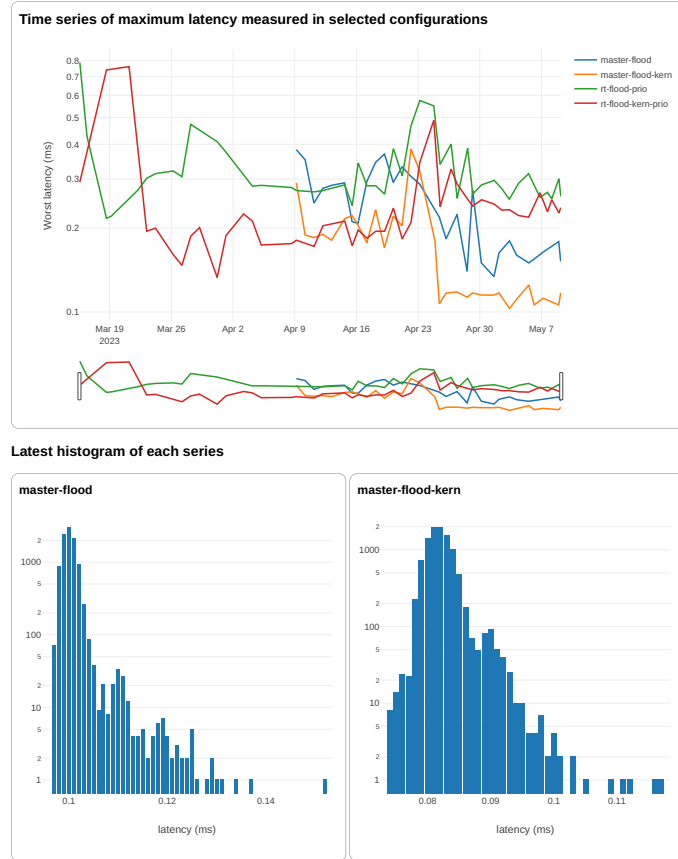 Time series of maximum latency measured in selected configurations
Worst latency (ms)
0.8
0.7
0.6
0.5
0.4
0.3
0.2
0.1
Mar 19
2023
Mar 26
Apr 2
Apr 9
Apr 16
Apr 23
Apr 30
May 7
master-flood
master-flood-kern
rt-flood-prio
rt-flood-kern-prio
Latest histogram of each series
master-flood
2
1000
5
2
100
5
2
10
5
2
1
0.1
0.12
0.14
latency (ms)
master-flood-kern
2
1000
5
2
100
5
2
10
5
2
1
0.08
0.09
0.1
0.11
latency (ms)